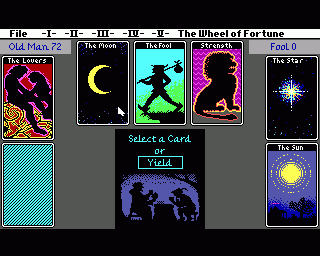 File -I- -II- -III- -IV- -V- The Wheel of Fortune
Old Man 72
Fool 0
The Lovers
The Moon
The Fool
Strength
The Star
Select a Card
or
Yield
The Sun